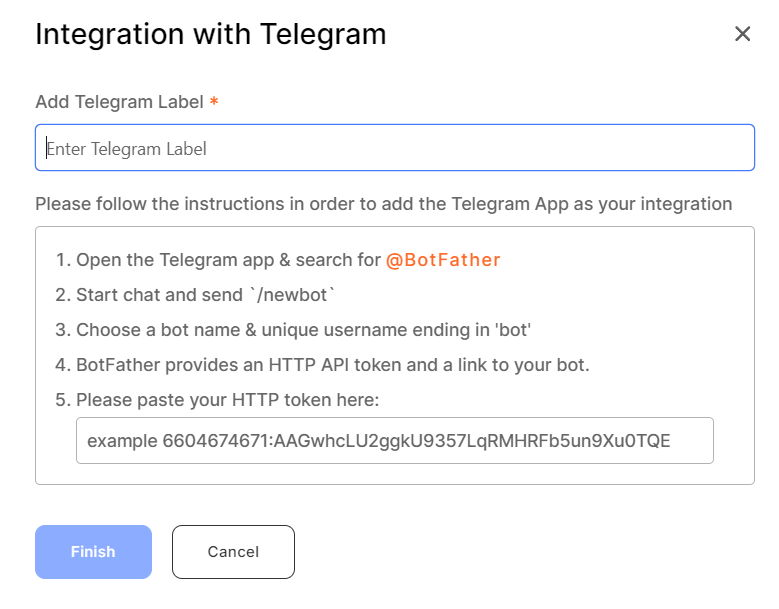 Integration with Telegram
Add Telegram Label *
Enter Telegram Label
Please follow the instructions in order to add the Telegram App as your integration
1. Open the Telegram app & search for @BotFather
2. Start chat and send `/newbot`
3. Choose a bot name & unique username ending in 'bot'
4. BotFather provides an HTTP API token and a link to your bot.
5. Please paste your HTTP token here:
example 6604674671:AAGwhcLU2ggkU9357LqRMHRFb5un9Xu0TQE
Finish
Cancel